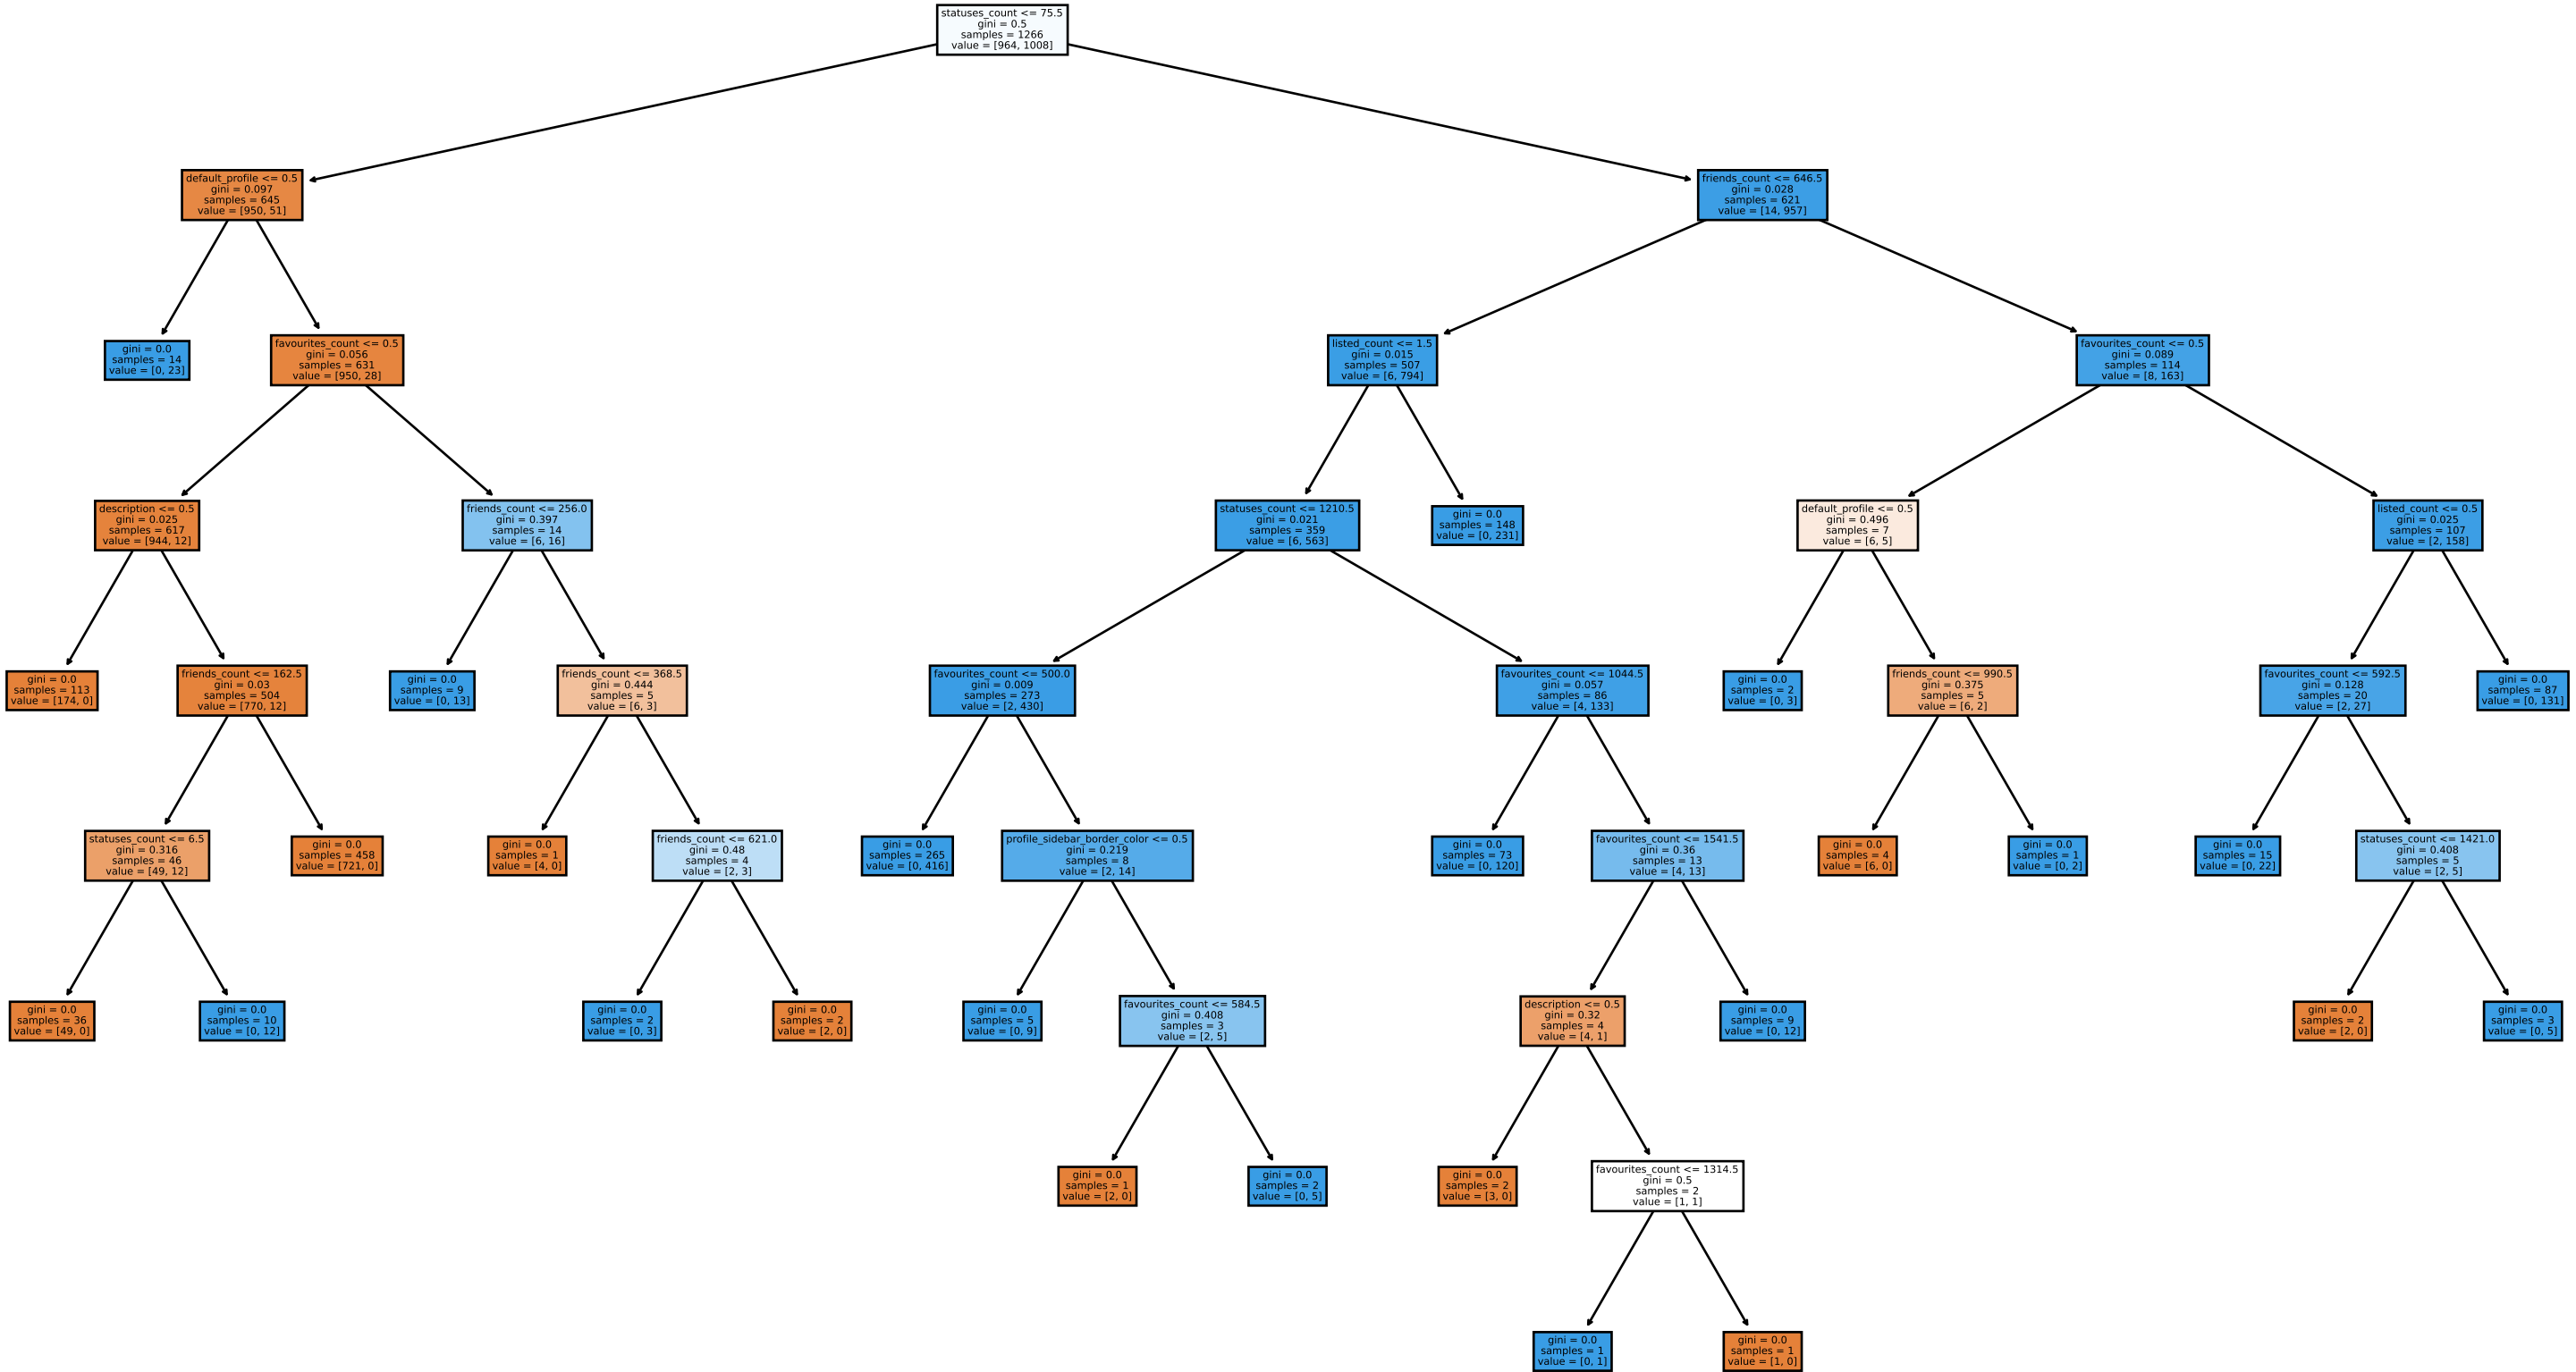 statuses_count <= 75.5
gini = 0.5
samples = 1266
value = [964, 1008]
default_profile <= 0.5
gini = 0.097
samples = 645
value = [950, 51]
friends_count <= 646.5
gini = 0.028
samples = 621
value = [14, 957]
gini = 0.0
samples = 14
value = [0, 23]
favourites_count <= 0.5
gini = 0.056
samples = 631
value = [950, 28]
listed_count <= 1.5
gini = 0.015
samples = 507
value = [6, 794]
favourites_count <= 0.5
gini = 0.089
samples = 114
value = [8, 163]
description <= 0.5
gini = 0.025
samples = 617
value = [944, 12]
friends_count <= 256.0
gini = 0.397
samples = 14
value = [6, 16]
statuses_count <= 1210.5
gini = 0.021
samples = 359
value = [6, 563]
gini = 0.0
samples = 148
value = [0, 231]
default_profile <= 0.5
gini = 0.496
samples = 7
value = [6, 5]
listed_count <= 0.5
gini = 0.025
samples = 107
value = [2, 158]
gini = 0.0
samples = 113
value = [174, 0]
friends_count <= 162.5
gini = 0.03
samples = 504
value = [770, 12]
gini = 0.0
samples = 9
value = [0, 13]
friends_count <= 368.5
gini = 0.444
samples = 5
value = [6, 3]
favourites_count <= 500.0
gini = 0.009
samples = 273
value = [2, 430]
favourites_count <= 1044.5
gini = 0.057
samples = 86
value = [4, 133]
gini = 0.0
samples = 2
value = [0, 3]
friends_count <= 990.5
gini = 0.375
samples = 5
value = [6, 2]
favourites_count <= 592.5
gini = 0.128
samples = 20
value = [2, 27]
gini = 0.0
samples = 87
value = [0, 131]
statuses_count <= 6.5
gini = 0.316
samples = 46
value = [49, 12]
gini = 0.0
samples = 458
value = [721, 0]
gini = 0.0
samples = 1
value = [4, 0]
friends_count <= 621.0
gini = 0.48
samples = 4
value = [2, 3]
gini = 0.0
samples = 265
value = [0, 416]
profile_sidebar_border_color <= 0.5
gini = 0.219
samples = 8
value = [2, 14]
gini = 0.0
samples = 73
value = [0, 120]
favourites_count <= 1541.5
gini = 0.36
samples = 13
value = [4, 13]
gini = 0.0
samples = 4
value = [6, 0]
gini = 0.0
samples = 1
value = [0, 2]
gini = 0.0
samples = 15
value = [0, 22]
statuses_count <= 1421.0
gini = 0.408
samples = 5
value = [2, 5]
gini = 0.0
samples = 36
value = [49, 0]
gini = 0.0
samples = 10
value = [0, 12]
gini = 0.0
samples = 2
value = [0, 3]
gini = 0.0
samples = 2
value = [2, 0]
gini = 0.0
samples = 5
value = [0, 9]
favourites_count <= 584.5
gini = 0.408
samples = 3
value = [2, 5]
description <= 0.5
gini = 0.32
samples = 4
value = [4, 1]
gini = 0.0
samples = 9
value = [0, 12]
gini = 0.0
samples = 2
value = [2, 0]
gini = 0.0
samples = 3
value = [0, 5]
gini = 0.0
samples = 1
value = [2, 0]
gini = 0.0
samples = 2
value = [0, 5]
gini = 0.0
samples = 2
value = [3, 0]
favourites_count <= 1314.5
gini = 0.5
samples = 2
value = [1, 1]
gini = 0.0
samples = 1
value = [0, 1]
gini = 0.0
samples = 1
value = [1, 0]